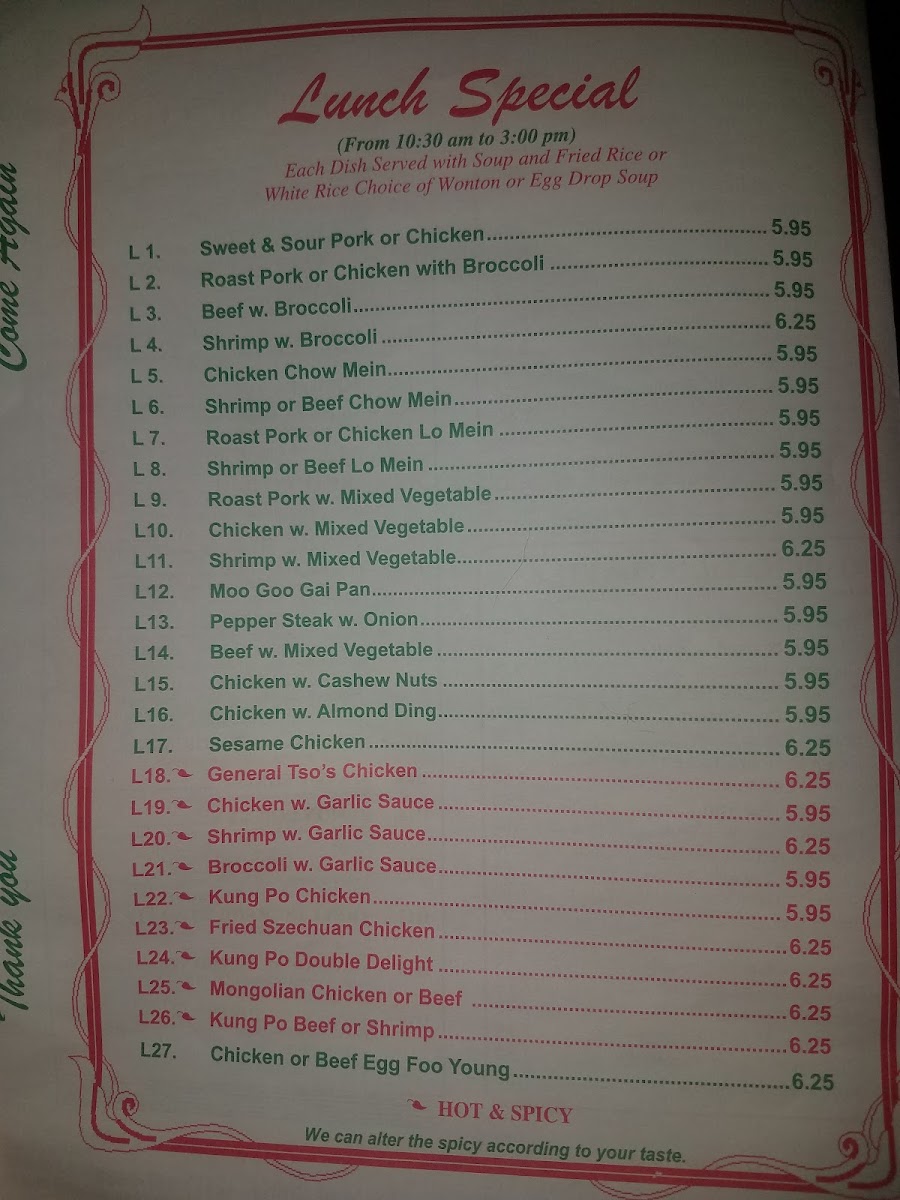 Lunch Special
(From 10:30 am to 3:00 pm)
Each Dish Served with Soup and Fried Rice or
White Rice Choice of Wonton or Egg Drop Soup
L 1. Sweet & Sour Pork or Chicken 5.95
L 2. Roast Pork or Chicken with Broccoli 5.95
L 3. Beef w. Broccoli 5.95
L 4. Shrimp w. Broccoli 6.25
L 5. Chicken Chow Mein 5.95
L 6. Shrimp or Beef Chow Mein 5.95
L 7. Roast Pork or Chicken Lo Mein 5.95
L 8. Shrimp or Beef Lo Mein 5.95
L 9. Roast Pork w. Mixed Vegetable 5.95
L10. Chicken w. Mixed Vegetable 5.95
L11. Shrimp w. Mixed Vegetable 6.25
L12. Moo Goo Gai Pan 5.95
L13. Pepper Steak w. Onion 5.95
L14. Beef w. Mixed Vegetable 5.95
L15. Chicken w. Cashew Nuts 5.95
L16. Chicken w. Almond Ding 5.95
L17. Sesame Chicken 6.25
L18. General Tso's Chicken 6.25
L19. Chicken w. Garlic Sauce 5.95
L20. Shrimp w. Garlic Sauce 6.25
L21. Broccoli w. Garlic Sauce 5.95
L22. Kung Po Chicken 5.95
L23. Fried Szechuan Chicken 6.25
L24. Kung Po Double Delight 6.25
L25. Mongolian Chicken or Beef 6.25
L26. Kung Po Beef or Shrimp 6.25
L27. Chicken or Beef Egg Foo Young 6.25
HOT & SPICY
We can alter the spicy according to your taste.
Thank you Come Again